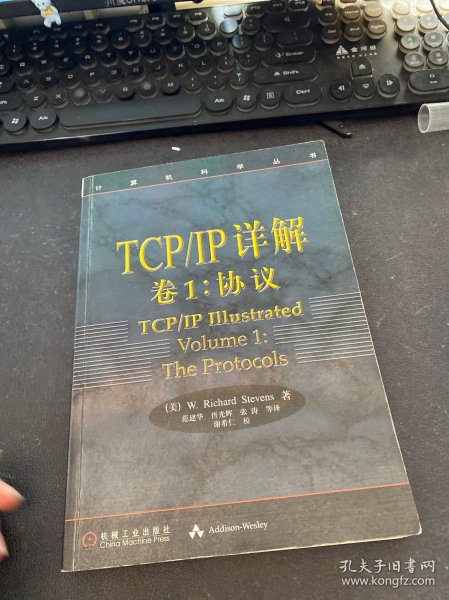 计算机科学丛书
TCP/IP 详解
卷1:协议
TCP/IP Illustrated
Volume 1:
The Protocols
(美) W. Richard Stevens 著
范建华 胥光辉 张涛 等译
谢希仁 校
机械工业出版社
China Machine Press
Addison-Wesley
孔夫子旧书网
www.kongfz.com
Enter
Shift